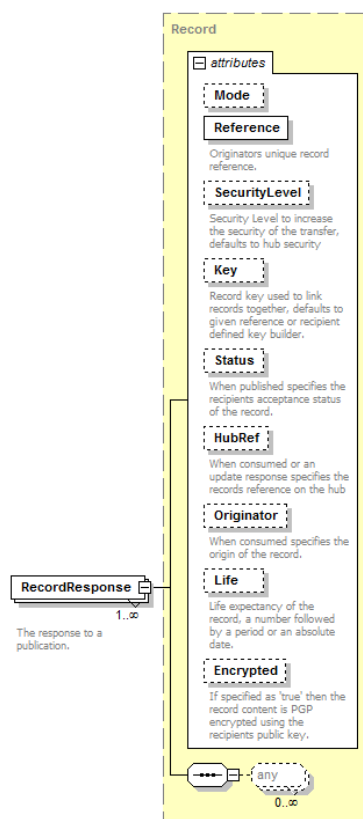 Record
attributes
Mode
Reference
Originators unique record
reference.
SecurityLevel
Security Level to increase
the security of the transfer,
defaults to hub security
Key
Record key used to link
records together, defaults to
given reference or recipient
defined key builder.
Status
When published specifies the
recipients acceptance status
of the record.
HubRef
When consumed or an
update response specifies the
records reference on the hub
Originator
When consumed specifies the
origin of the record.
Life
Life expectancy of the
record, a number followed
by a period or an absolute
date.
Encrypted
If specified as 'true' then the
record content is PGP
encrypted using the
recipients public key.
RecordResponse
1..∞
The response to a
publication.
any
0..∞